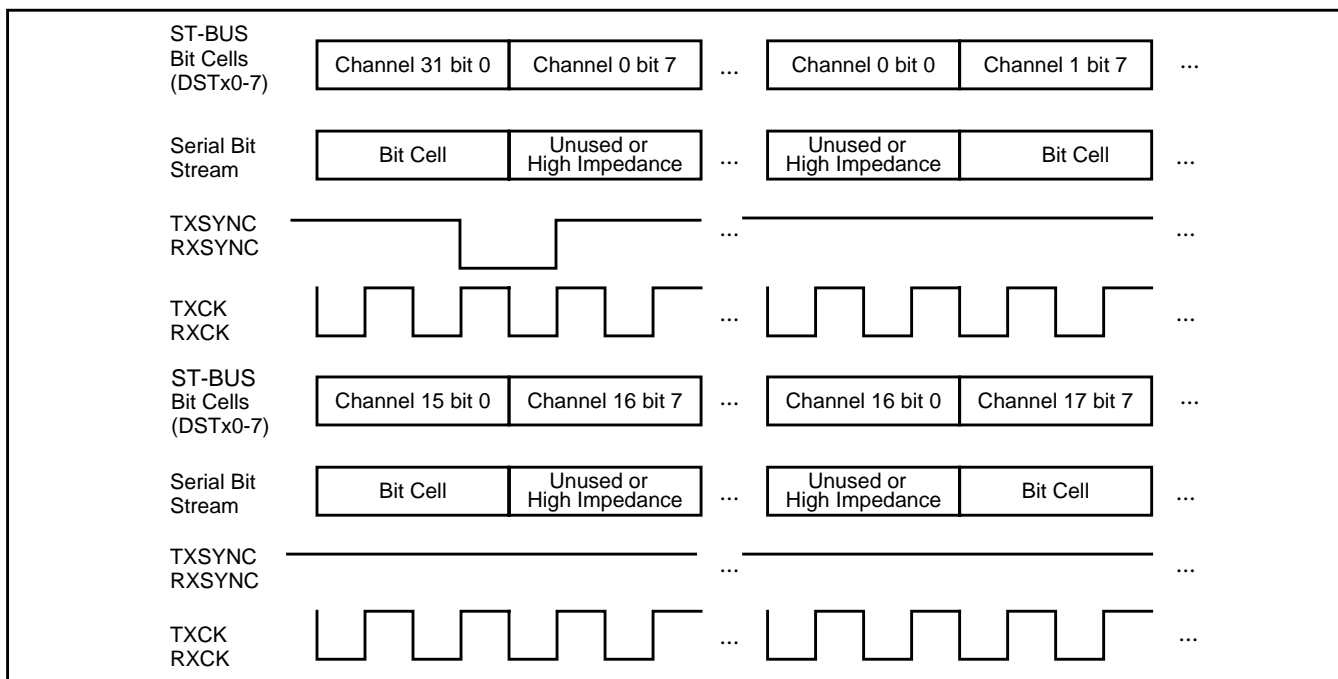 ST-BUS
Bit Cells
(DSTx0-7)
Channel 31 bit 0
Channel 0 bit 7
...
Channel 0 bit 0
Channel 1 bit 7
...
Serial Bit
Stream
Bit Cell
Unused or
High Impedance
...
Unused or
High Impedance
Bit Cell
...
TXSYNC
RXSYNC
...
...
TXCK
RXCK
...
...
ST-BUS
Bit Cells
(DSTx0-7)
Channel 15 bit 0
Channel 16 bit 7
...
Channel 16 bit 0
Channel 17 bit 7
...
Serial Bit
Stream
Bit Cell
Unused or
High Impedance
...
Unused or
High Impedance
Bit Cell
...
TXSYNC
RXSYNC
...
...
TXCK
RXCK
...
...